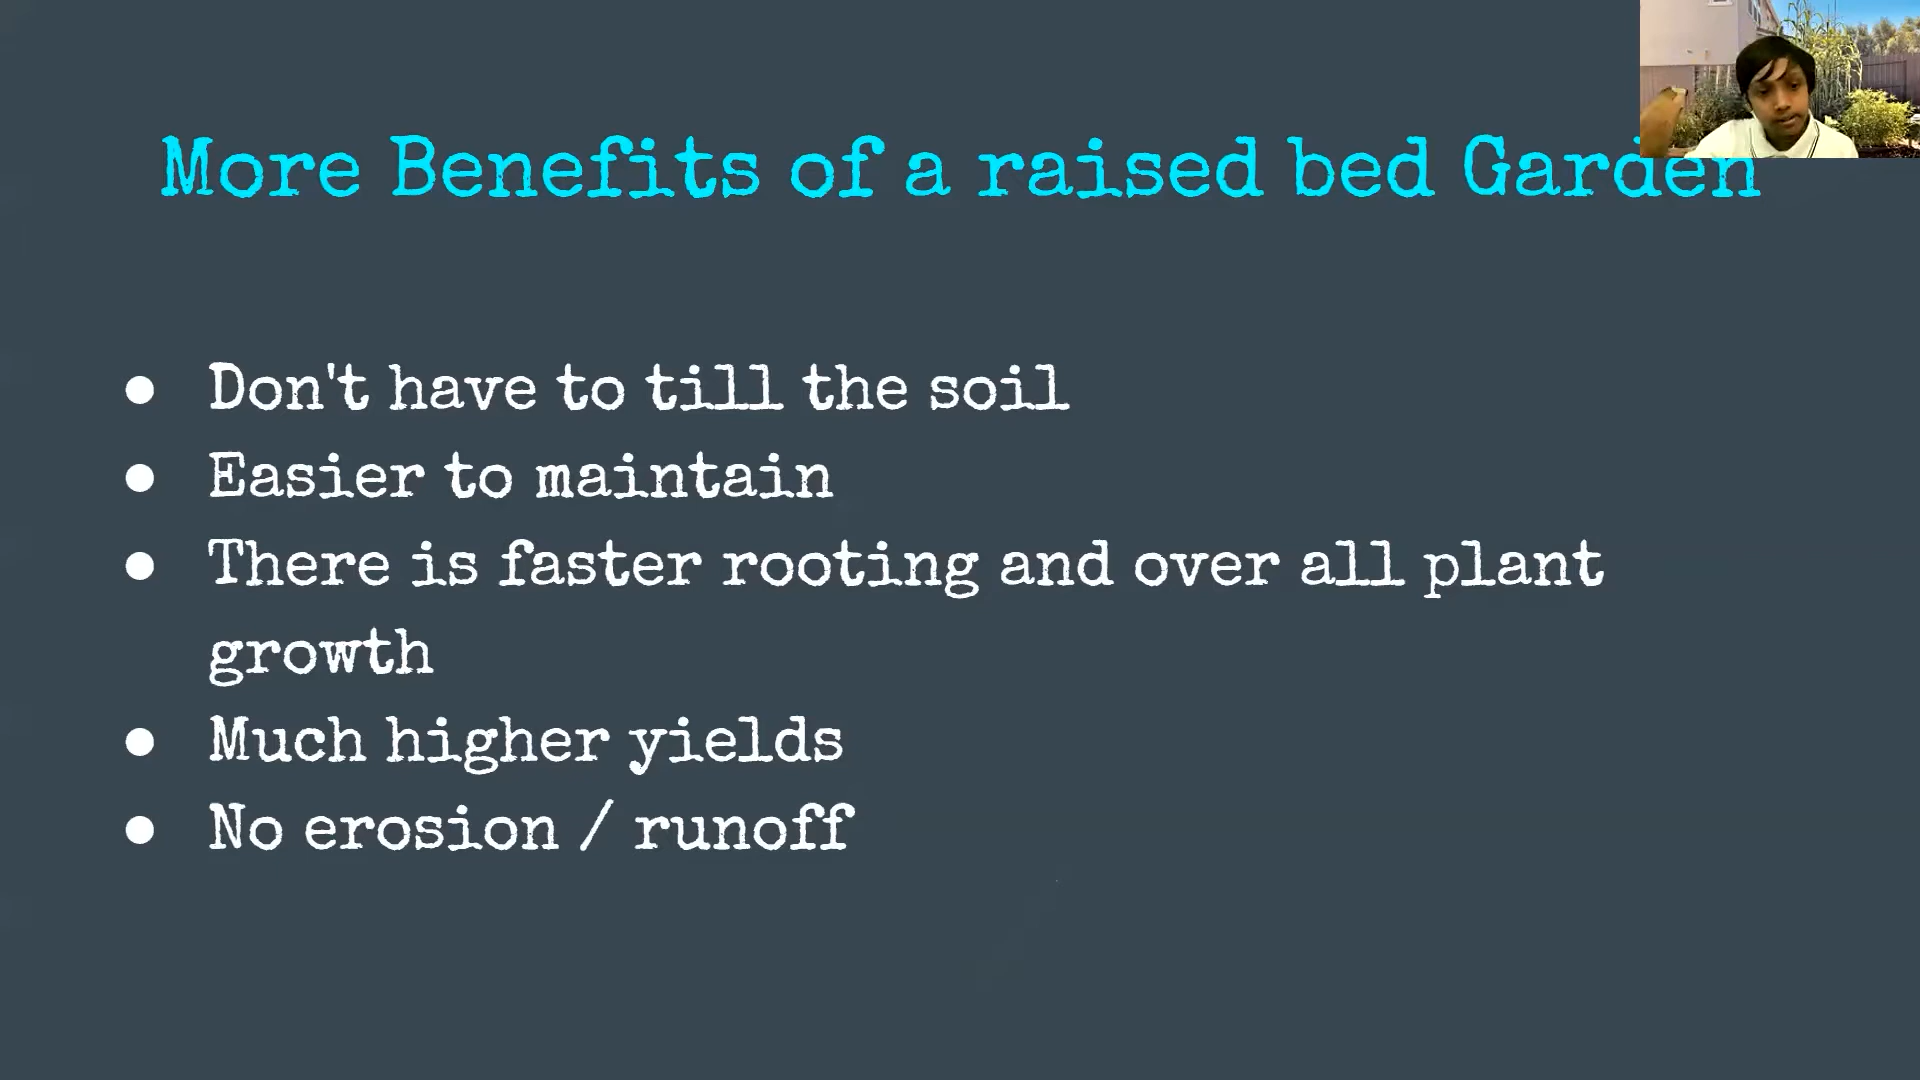 More Benefits of a raised bed Garden
Don't have to till the soil
Easier to maintain
There is faster rooting and over all plant
growth
Much higher yields
No erosion / runoff